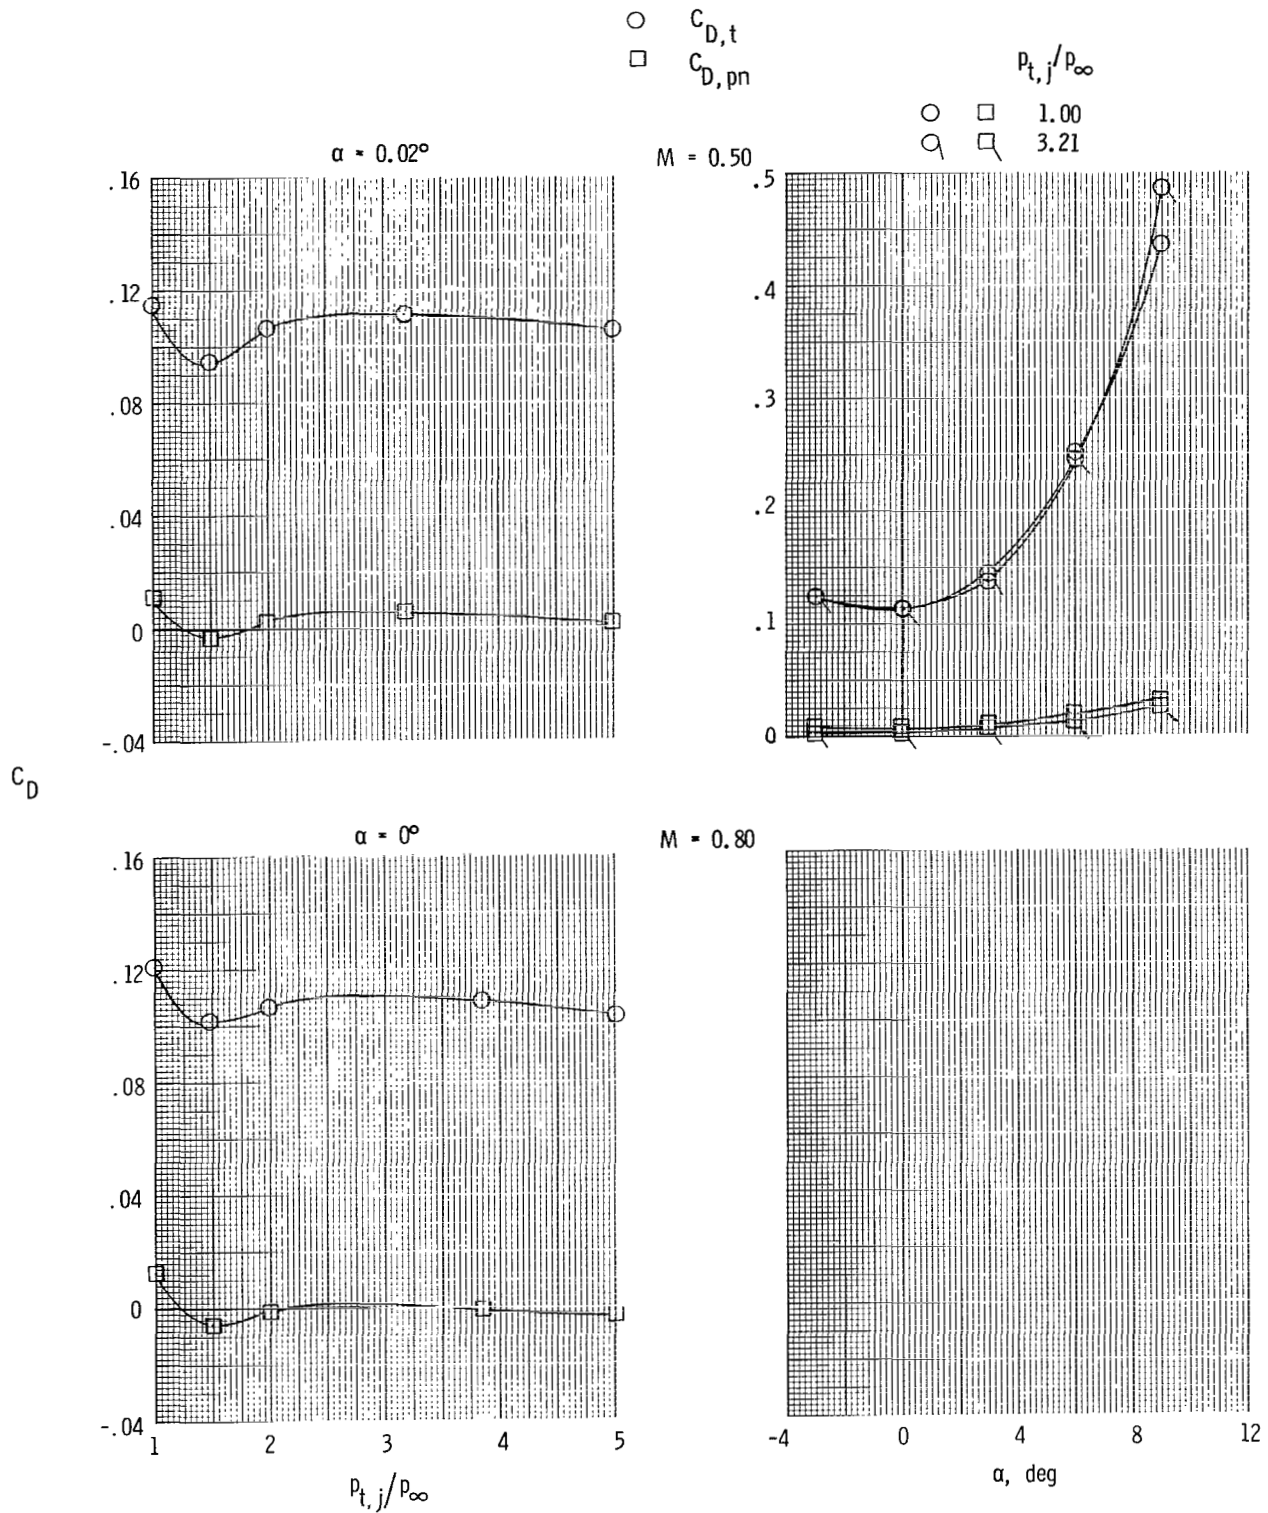 C_D,t
C_D,pn
p_t,j/p_∞
1.00
3.21
α = 0.02°
M = 0.50
.16
.12
.08
.04
0
-.04
.5
.4
.3
.2
.1
0
C_D
α = 0°
M = 0.80
.16
.12
.08
.04
0
-.04
1 2 3 4 5
p_t,j/p_∞
-4 0 4 8 12
α, deg